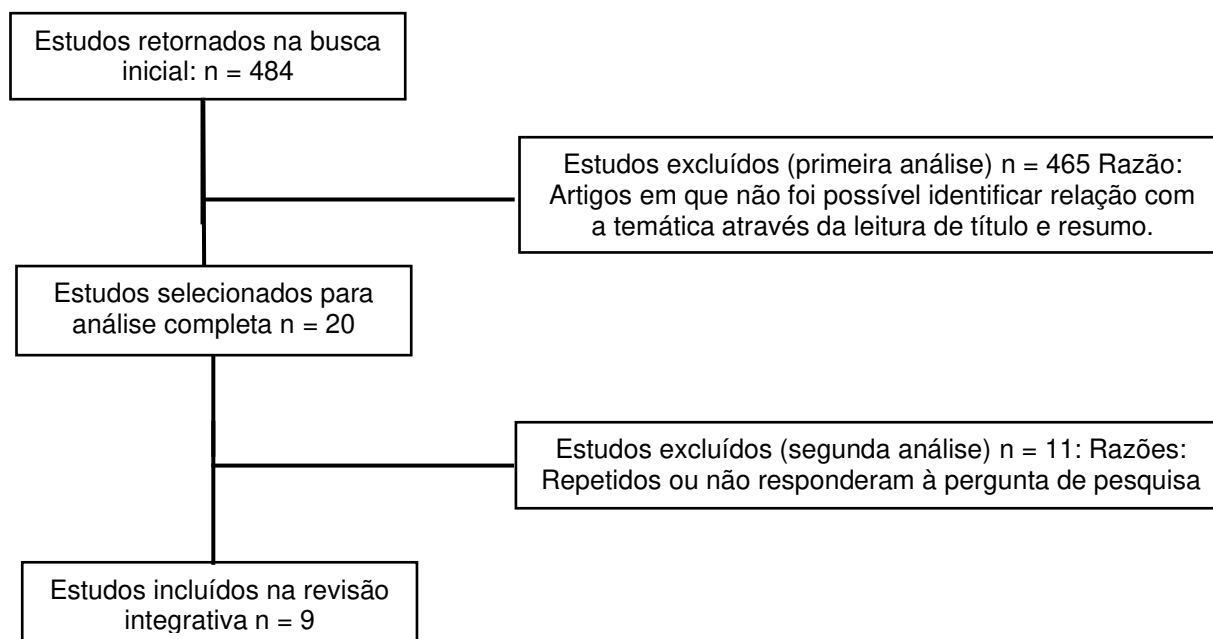 Estudos retornados na busca
inicial: n = 484
Estudos excluídos (primeira análise) n = 465 Razão:
Artigos em que não foi possível identificar relação com
a temática através da leitura de título e resumo.
Estudos selecionados para
análise completa n = 20
Estudos excluídos (segunda análise) n = 11: Razões:
Repetidos ou não responderam à pergunta de pesquisa
Estudos incluídos na revisão
integrativa n = 9